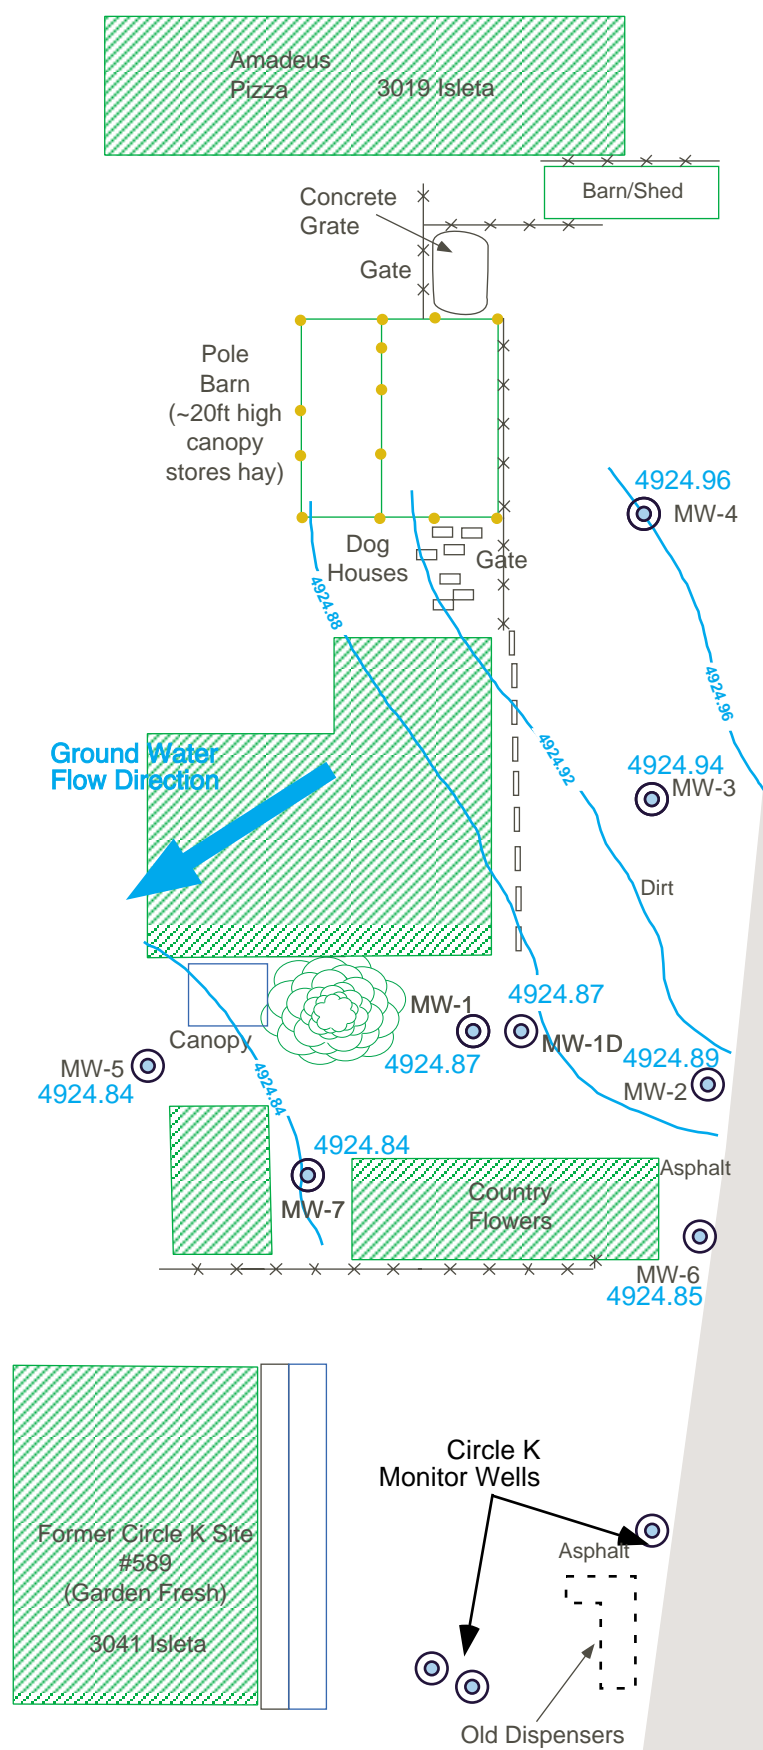 Amadeus
Pizza
3019 Isleta
Barn/Shed
Concrete
Grate
Gate
Pole
Barn
(~20ft high
canopy
stores hay)
4924.96
MW-4
Dog
Houses
Gate
4924.88
4924.96
4924.92
Ground Water
Flow Direction
4924.94
MW-3
Dirt
4924.87
MW-1
MW-1D
4924.87
Canopy
4924.89
MW-2
MW-5
4924.84
4924.84
4924.84
MW-7
Asphalt
Country
Flowers
MW-6
4924.85
Circle K
Monitor Wells
Former Circle K Site
#589
(Garden Fresh)
3041 Isleta
Asphalt
Old Dispensers